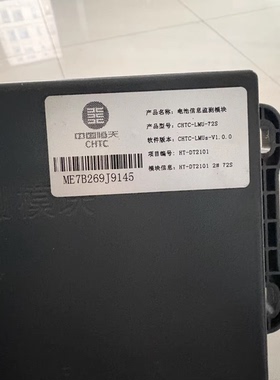 中国恒天
CHTC
产品名称: 电池信息监测模块
产品型号: CHTC-LMU-72S
软件版本: CHTC-LMUs-V1.0.0
项目编号: HT-DT2101
模块信息: HT-DT2101 2# 72S
ME7B269J9145